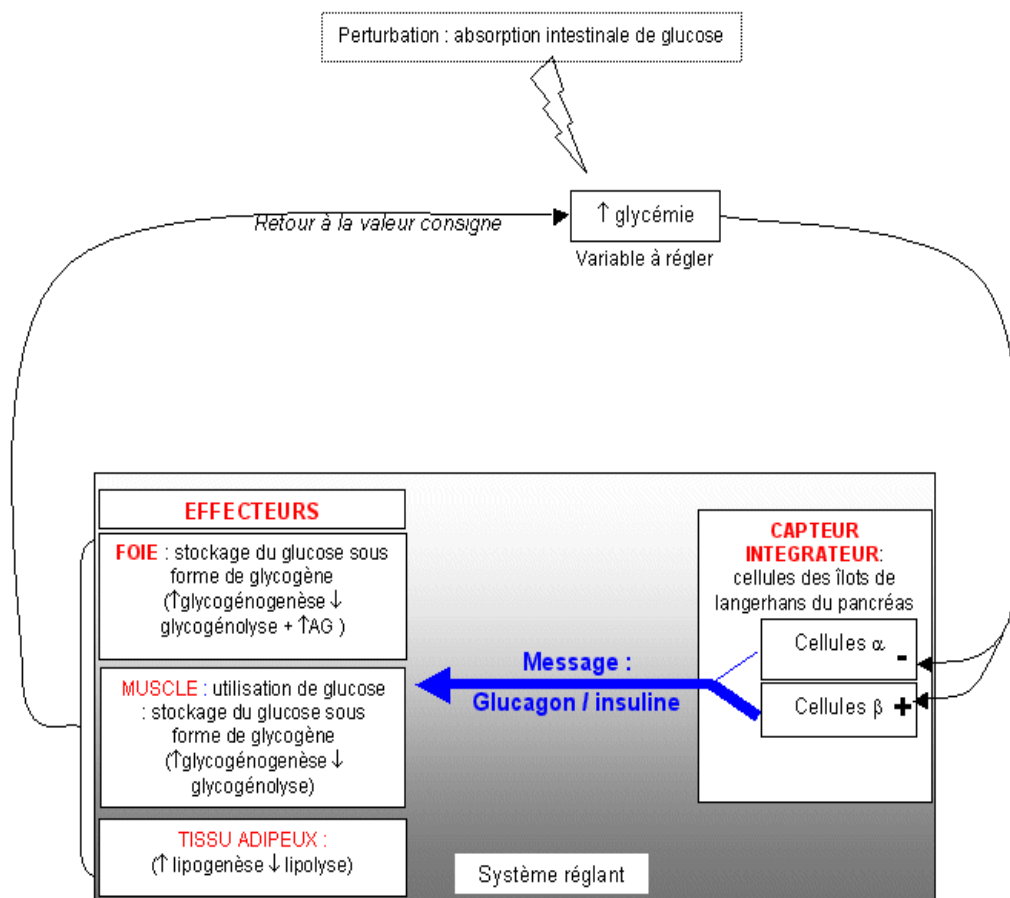 Perturbation : absorption intestinale de glucose
Retour à la valeur consigne
↑ glycémie
Variable à régler
EFFECTEURS
FOIE : stockage du glucose sous
forme de glycogène
(↑glycogénogenèse ↓
glycogénolyse + ↑AG )
MUSCLE : utilisation de glucose
: stockage du glucose sous
forme de glycogène
(↑glycogénogenèse ↓
glycogénolyse)
TISSU ADIPEUX :
(↑ lipogenèse ↓ lipolyse)
Message :
Glucagon / insuline
CAPTEUR
INTEGRATEUR:
cellules des îlots de
langerhans du pancréas
Cellules α -
Cellules β +
Système réglant